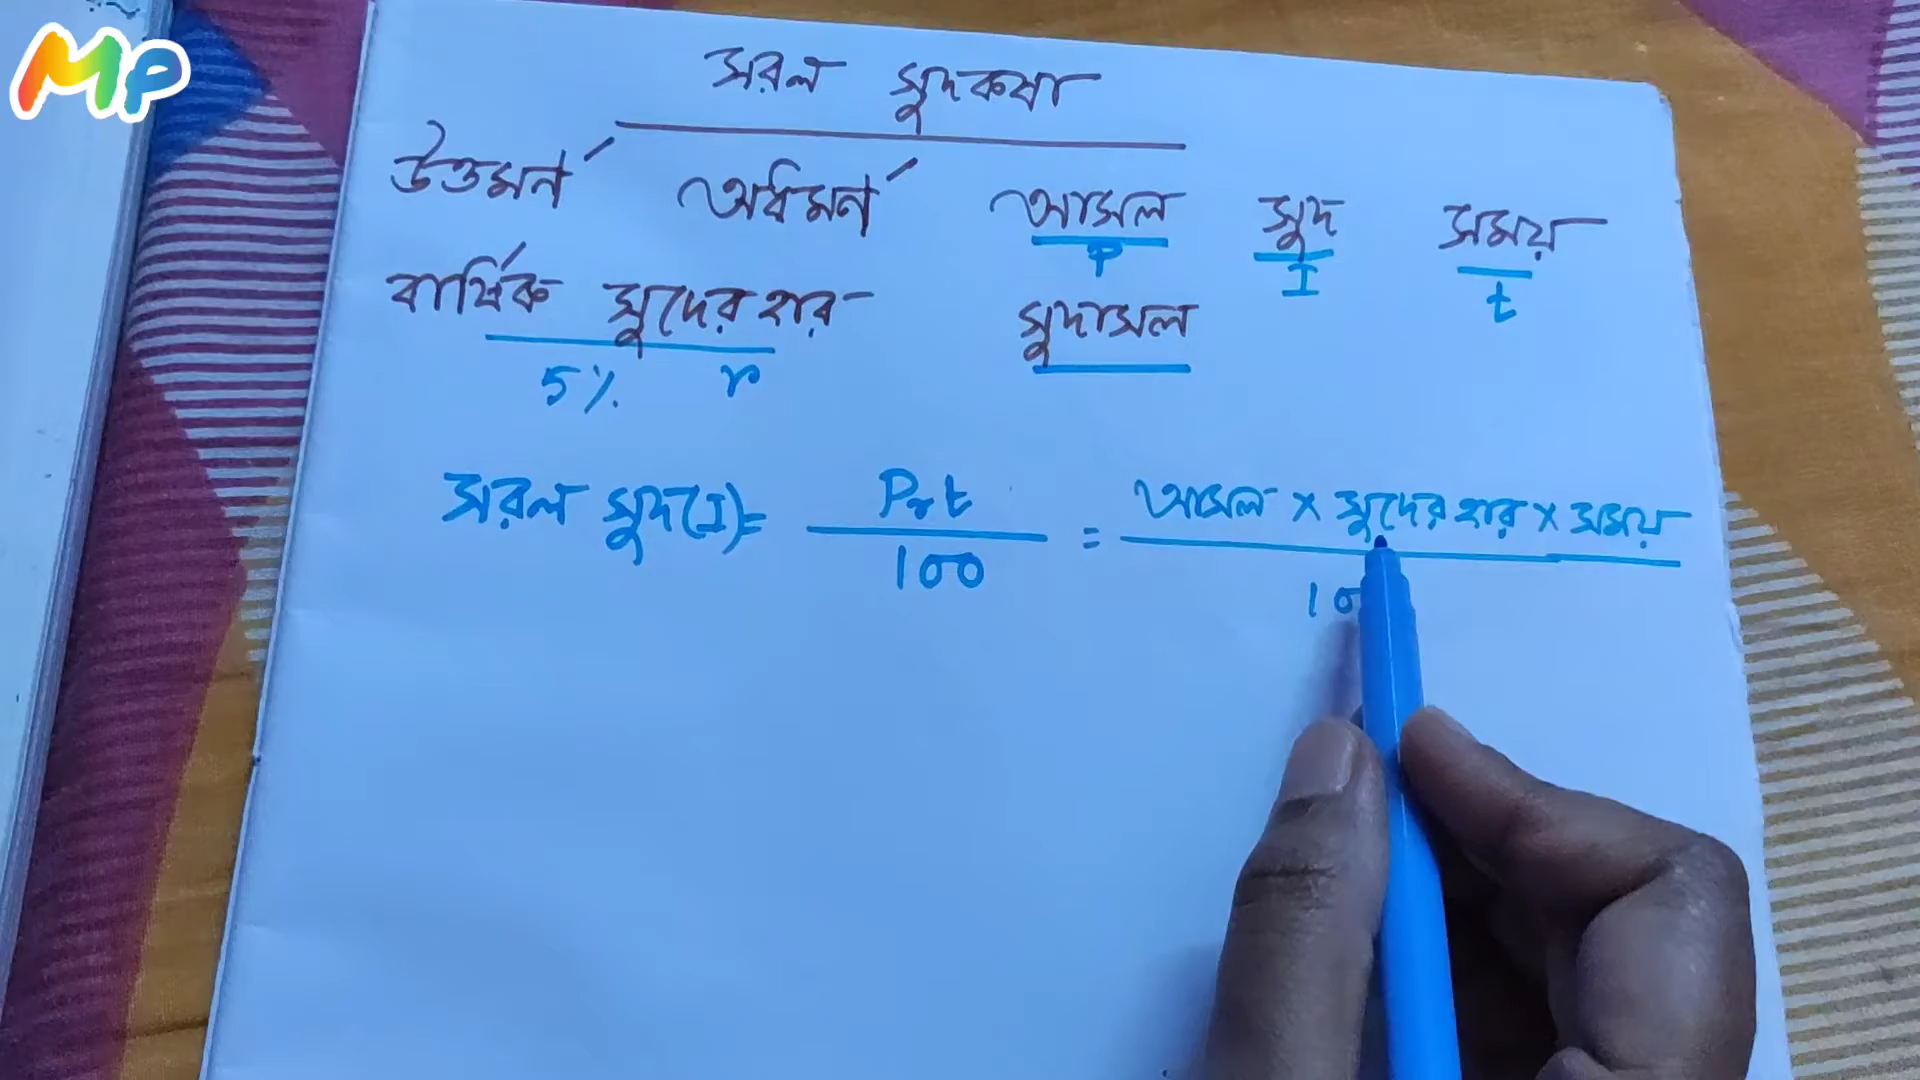 MP
সরল সুদকষা
উত্তমর্ণ অধমর্ণ আসল সুদ সময়
P I t
বার্ষিক সুদের হার সুদাসল
5% r
সরল সুদ(I)= Prt / 100 = আসল × সুদের হার × সময় / 10